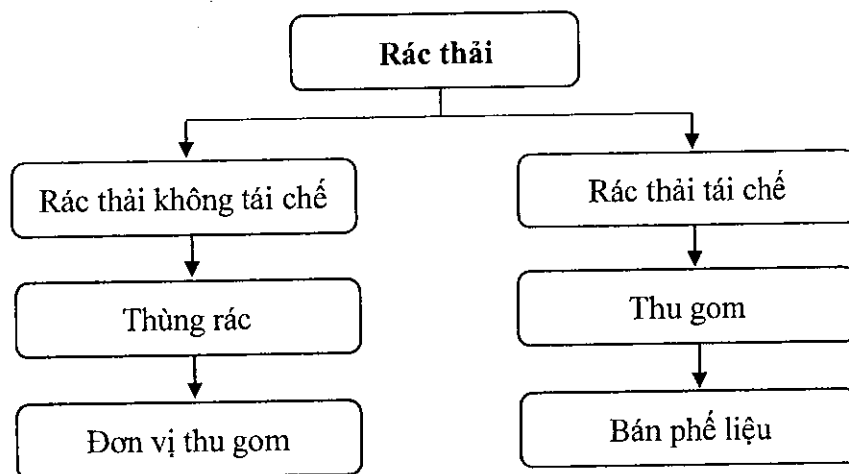 Rác thải
Rác thải không tái chế
Rác thải tái chế
Thùng rác
Thu gom
Đơn vị thu gom
Bán phế liệu